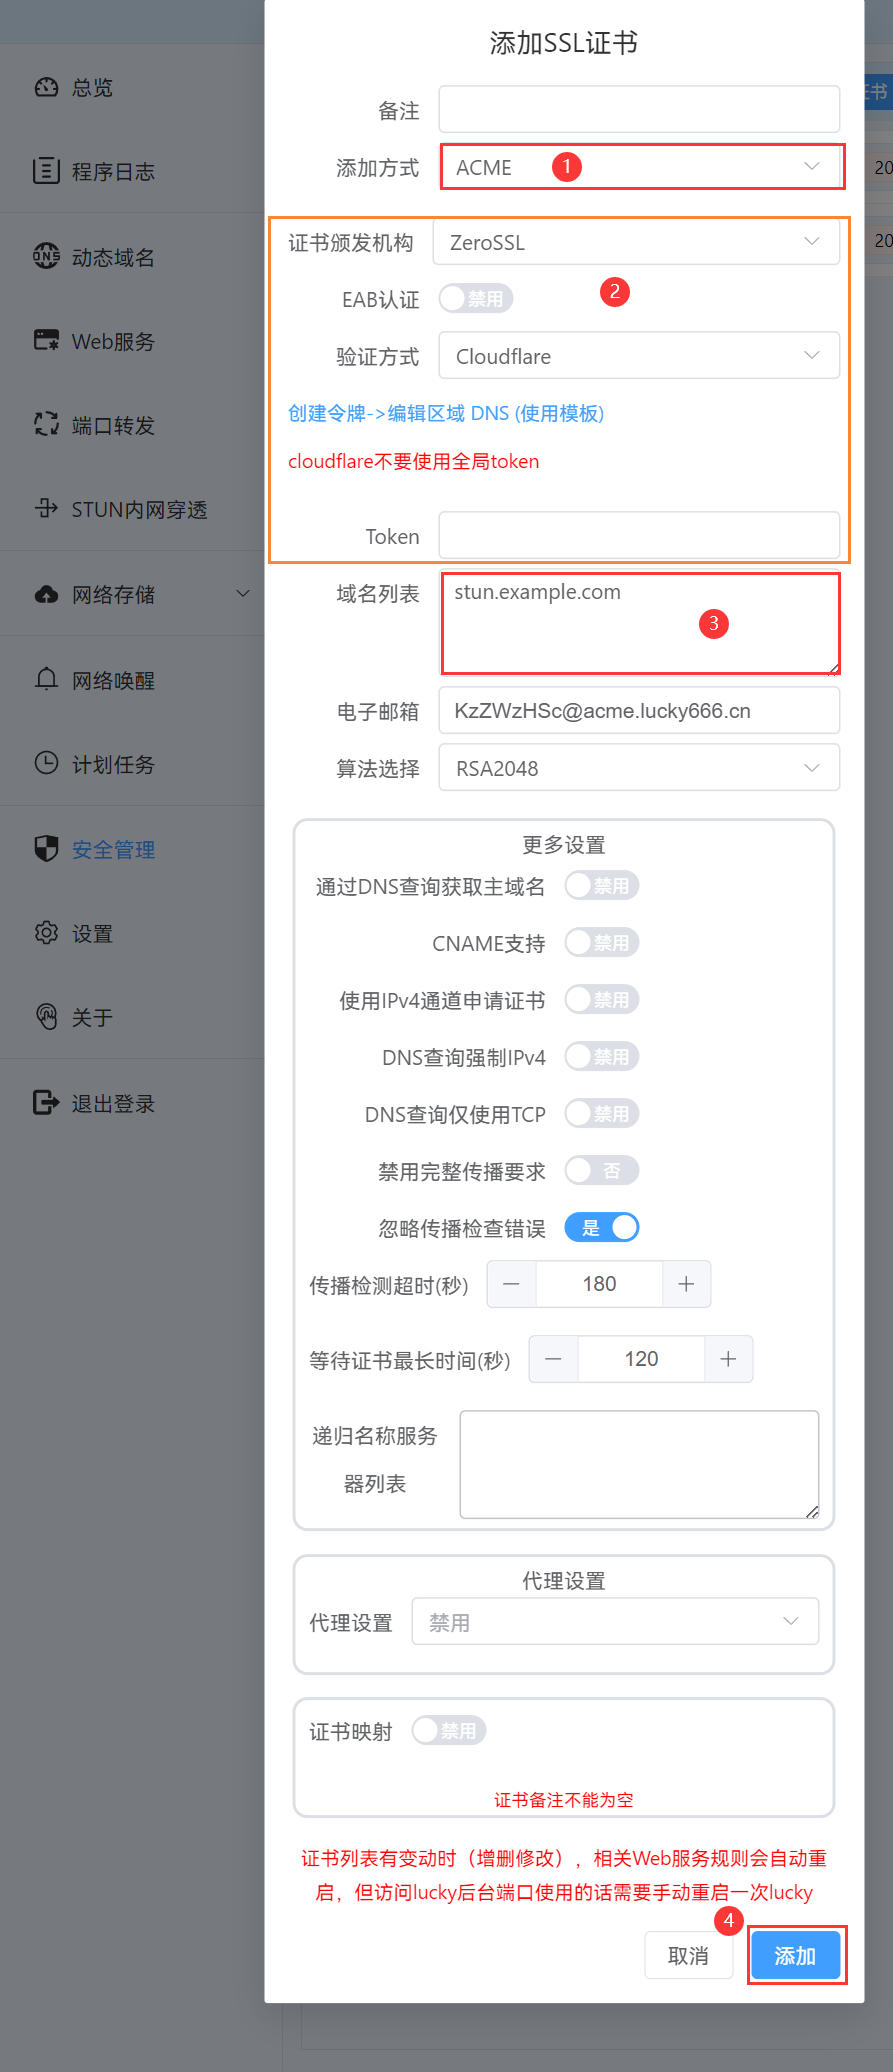 添加SSL证书
备注
添加方式 ACME 1
证书颁发机构 ZeroSSL
EAB认证 禁用 2
验证方式 Cloudflare
创建令牌->编辑区域 DNS (使用模板)
cloudflare不要使用全局token
Token
域名列表 stun.example.com 3
电子邮箱 KzZWzHSc@acme.lucky666.cn
算法选择 RSA2048
更多设置
通过DNS查询获取主域名 禁用
CNAME支持 禁用
使用IPv4通道申请证书 禁用
DNS查询强制IPv4 禁用
DNS查询仅使用TCP 禁用
禁用完整传播要求 否
忽略传播检查错误 是
传播检测超时(秒) 180
等待证书最长时间(秒) 120
递归名称服务
器列表
代理设置
代理设置 禁用
证书映射 禁用
证书备注不能为空
证书列表有变动时（增删修改），相关Web服务规则会自动重
启，但访问lucky后台端口使用的话需要手动重启一次lucky
4
取消 添加
总览
程序日志
动态域名
Web服务
端口转发
STUN内网穿透
网络存储
网络唤醒
计划任务
安全管理
设置
关于
退出登录
证书
20
20